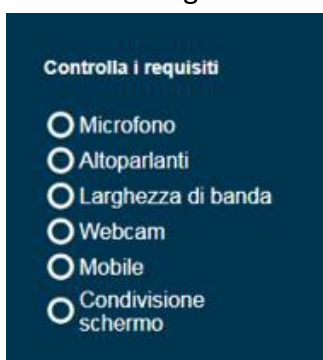 Controlla i requisiti
Microfono
Altoparlanti
Larghezza di banda
Webcam
Mobile
Condivisione
schermo